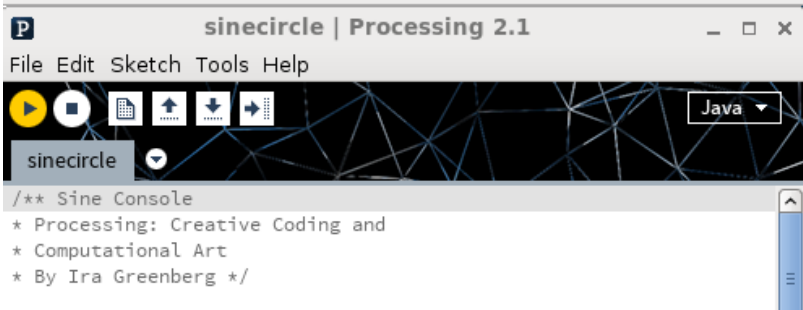 P sinecircle | Processing 2.1
File Edit Sketch Tools Help
Java
sinecircle
/** Sine Console
* Processing: Creative Coding and
* Computational Art
* By Ira Greenberg */